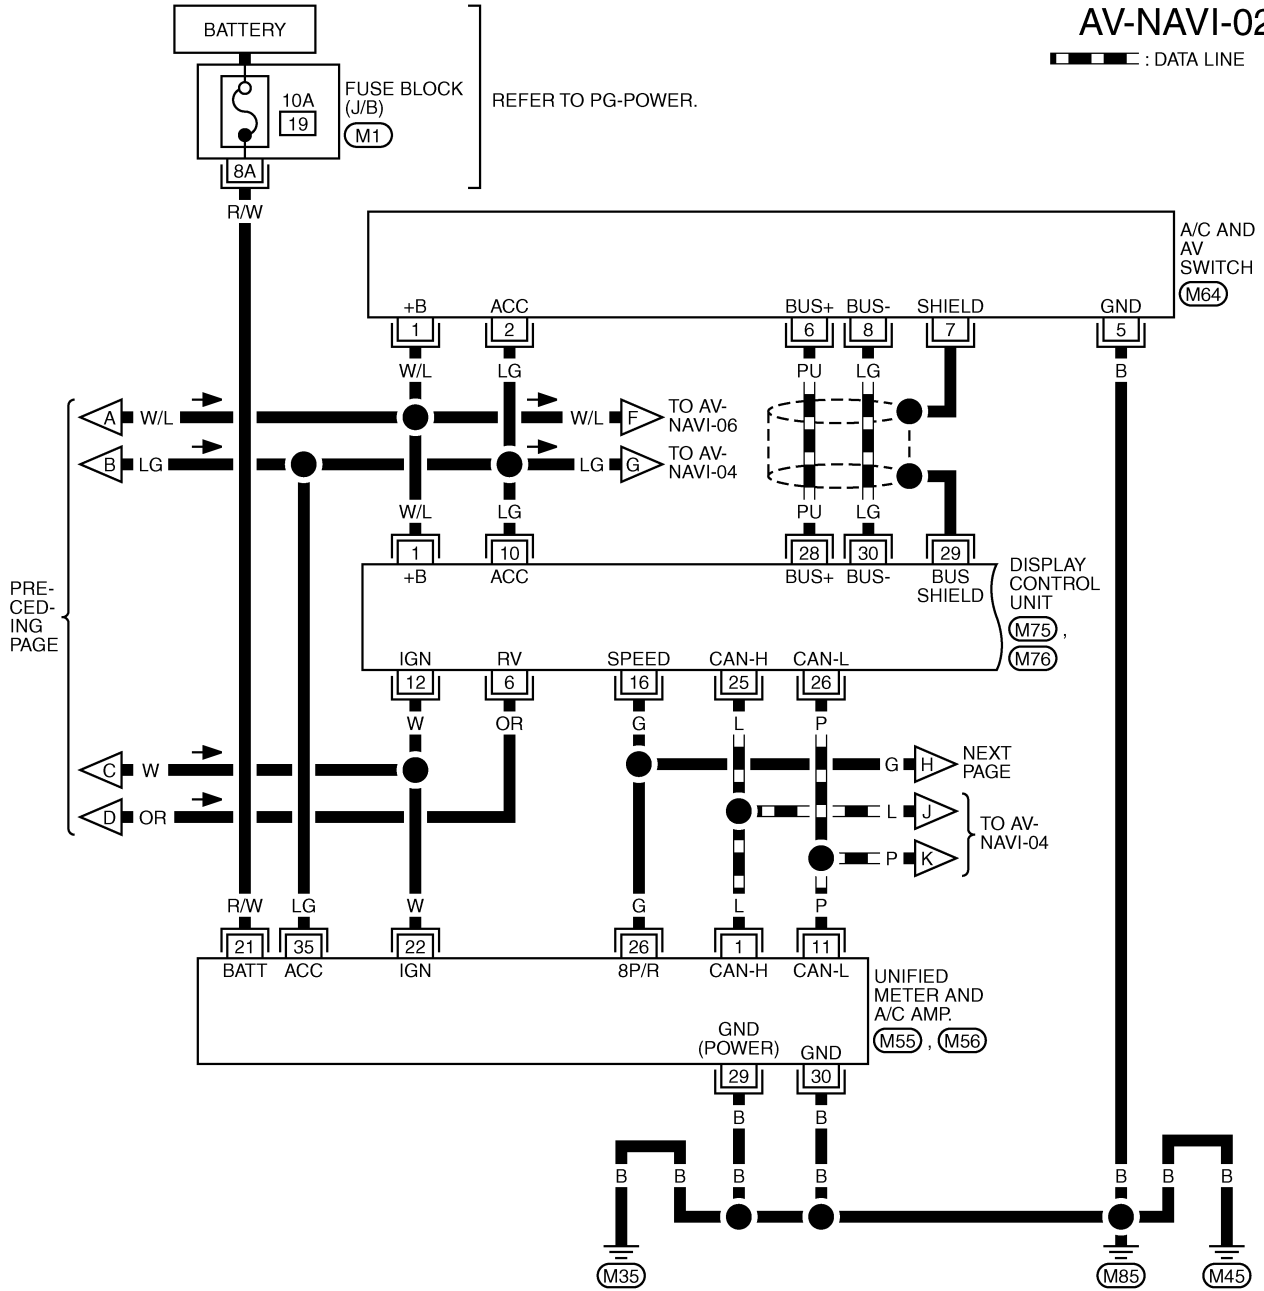 AV-NAVI-02
: DATA LINE
BATTERY
10A
19
FUSE BLOCK
(J/B)
M1
REFER TO PG-POWER.
8A
R/W
A/C AND
AV
SWITCH
M64
+B ACC BUS+ BUS- SHIELD GND
1 2 6 8 7 5
W/L LG PU LG B
A W/L W/L F TO AV-
NAVI-06
B LG LG G TO AV-
NAVI-04
W/L LG PU LG
1 10 28 30 29
+B ACC BUS+ BUS- BUS
SHIELD
DISPLAY
CONTROL
UNIT
M75 ,
M76
PRE-
CED-
ING
PAGE
IGN RV SPEED CAN-H CAN-L
12 6 16 25 26
W OR G L P
C W G H NEXT
PAGE
D OR L J
P K
TO AV-
NAVI-04
R/W LG W G L P
21 35 22 26 1 11
BATT ACC IGN 8P/R CAN-H CAN-L
UNIFIED
METER AND
A/C AMP.
M55 , M56
GND
(POWER) GND
29 30
B B
B B B B B B
M35 M85 M45